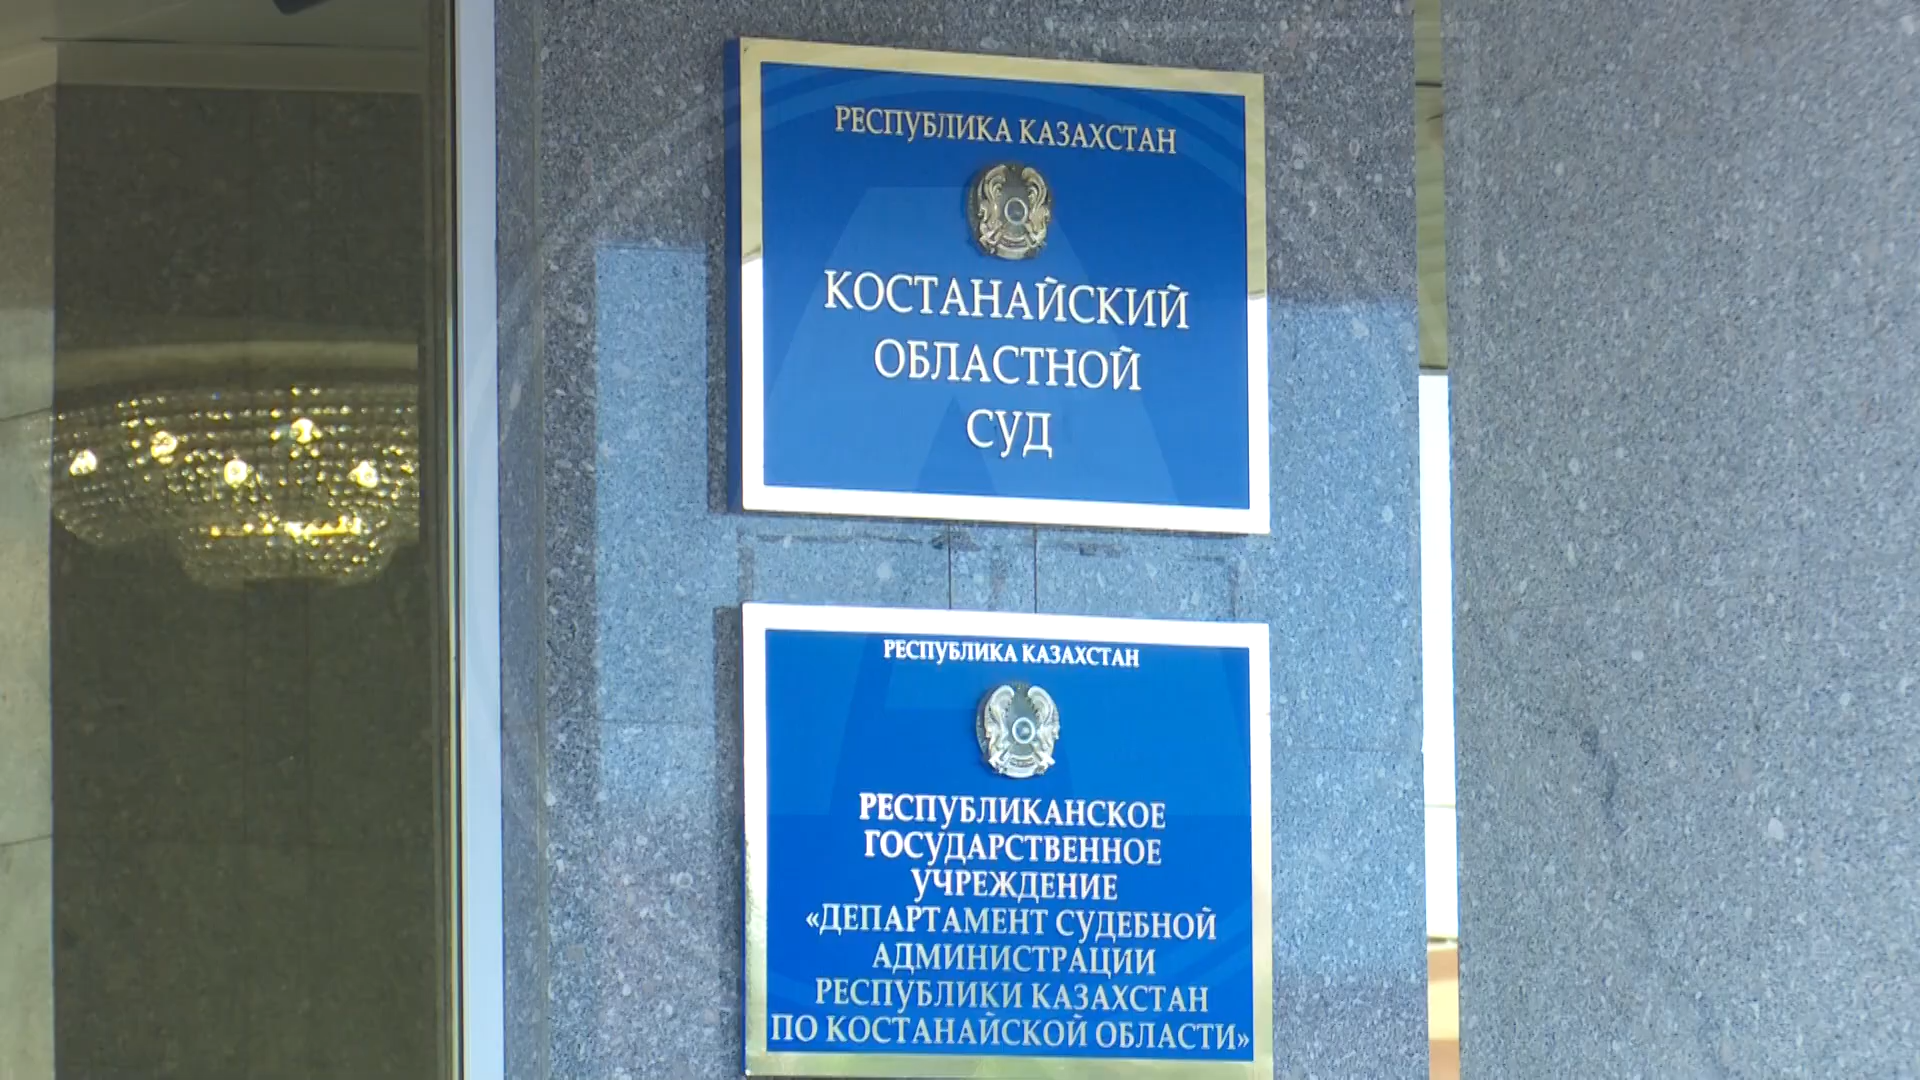 РЕСПУБЛИКА КАЗАХСТАН
КОСТАНАЙСКИЙ
ОБЛАСТНОЙ
СУД
РЕСПУБЛИКА КАЗАХСТАН
РЕСПУБЛИКАНСКОЕ
ГОСУДАРСТВЕННОЕ
УЧРЕЖДЕНИЕ
«ДЕПАРТАМЕНТ СУДЕБНОЙ
АДМИНИСТРАЦИИ
РЕСПУБЛИКИ КАЗАХСТАН
ПО КОСТАНАЙСКОЙ ОБЛАСТИ»